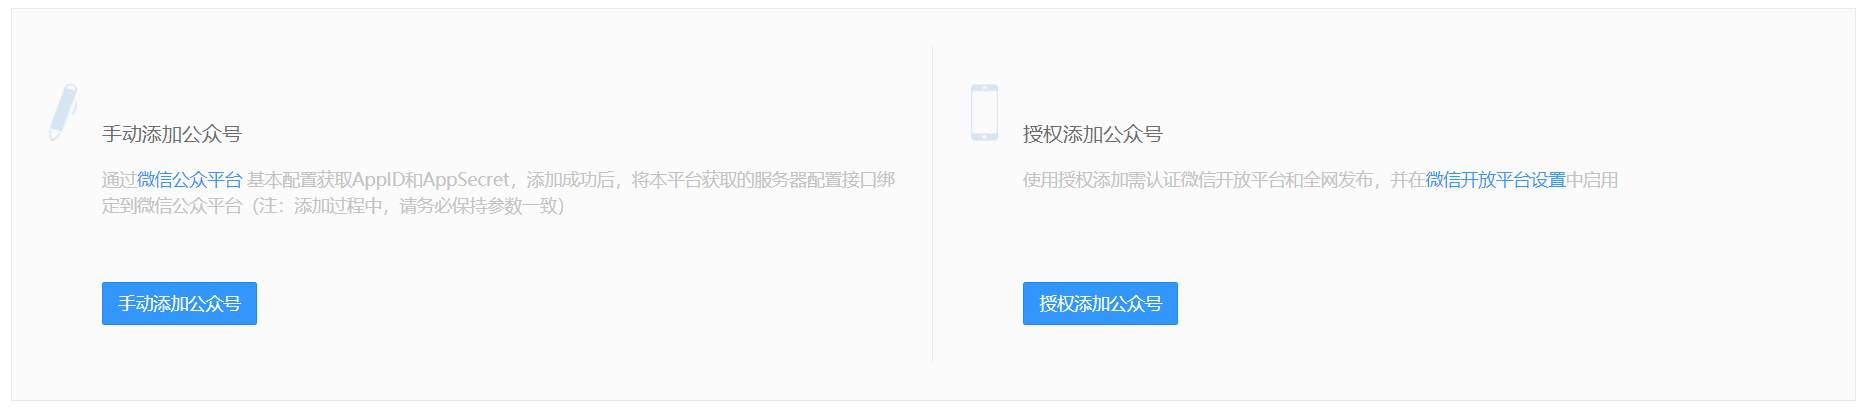 手动添加公众号
通过微信公众平台 基本配置获取AppID和AppSecret，添加成功后，将本平台获取的服务器配置接口绑
定到微信公众平台（注：添加过程中，请务必保持参数一致）
手动添加公众号
授权添加公众号
使用授权添加需认证微信开放平台和全网发布，并在微信开放平台设置中启用
授权添加公众号